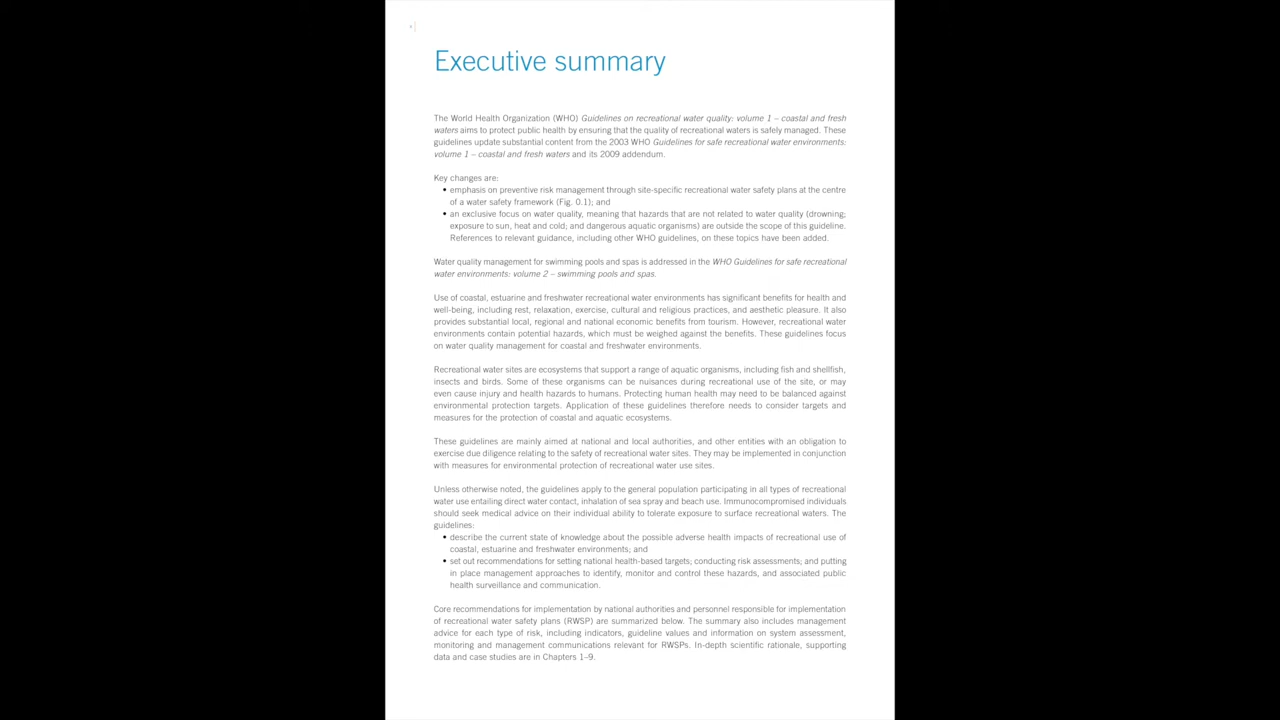 Executive summary
The World Health Organization (WHO) Guidelines on recreational water quality: volume 1 – coastal and fresh
waters aims to protect public health by ensuring that the quality of recreational waters is safely managed. These
guidelines update substantial content from the 2003 WHO Guidelines for safe recreational water environments:
volume 1 – coastal and fresh waters and its 2009 addendum.
Key changes are:
• emphasis on preventive risk management through site-specific recreational water safety plans at the centre
of a water safety framework (Fig. 0.1); and
• an exclusive focus on water quality, meaning that hazards that are not related to water quality (drowning;
exposure to sun, heat and cold; and dangerous aquatic organisms) are outside the scope of this guideline.
References to relevant guidance, including other WHO guidelines, on these topics have been added.
Water quality management for swimming pools and spas is addressed in the WHO Guidelines for safe recreational
water environments: volume 2 – swimming pools and spas.
Use of coastal, estuarine and freshwater recreational water environments has significant benefits for health and
well-being, including rest, relaxation, exercise, cultural and religious practices, and aesthetic pleasure. It also
provides substantial local, regional and national economic benefits from tourism. However, recreational water
environments contain potential hazards, which must be weighed against the benefits. These guidelines focus
on water quality management for coastal and freshwater environments.
Recreational water sites are ecosystems that support a range of aquatic organisms, including fish and shellfish,
insects and birds. Some of these organisms can be nuisances during recreational use of the site, or may
even cause injury and health hazards to humans. Protecting human health may need to be balanced against
environmental protection targets. Application of these guidelines therefore needs to consider targets and
measures for the protection of coastal and aquatic ecosystems.
These guidelines are mainly aimed at national and local authorities, and other entities with an obligation to
exercise due diligence relating to the safety of recreational water sites. They may be implemented in conjunction
with measures for environmental protection of recreational water use sites.
Unless otherwise noted, the guidelines apply to the general population participating in all types of recreational
water use entailing direct water contact, inhalation of sea spray and beach use. Immunocompromised individuals
should seek medical advice on their individual ability to tolerate exposure to surface recreational waters. The
guidelines:
• describe the current state of knowledge about the possible adverse health impacts of recreational use of
coastal, estuarine and freshwater environments; and
• set out recommendations for setting national health-based targets; conducting risk assessments; and putting
in place management approaches to identify, monitor and control these hazards, and associated public
health surveillance and communication.
Core recommendations for implementation by national authorities and personnel responsible for implementation
of recreational water safety plans (RWSP) are summarized below. The summary also includes management
advice for each type of risk, including indicators, guideline values and information on system assessment,
monitoring and management communications relevant for RWSPs. In-depth scientific rationale, supporting
data and case studies are in Chapters 1–9.